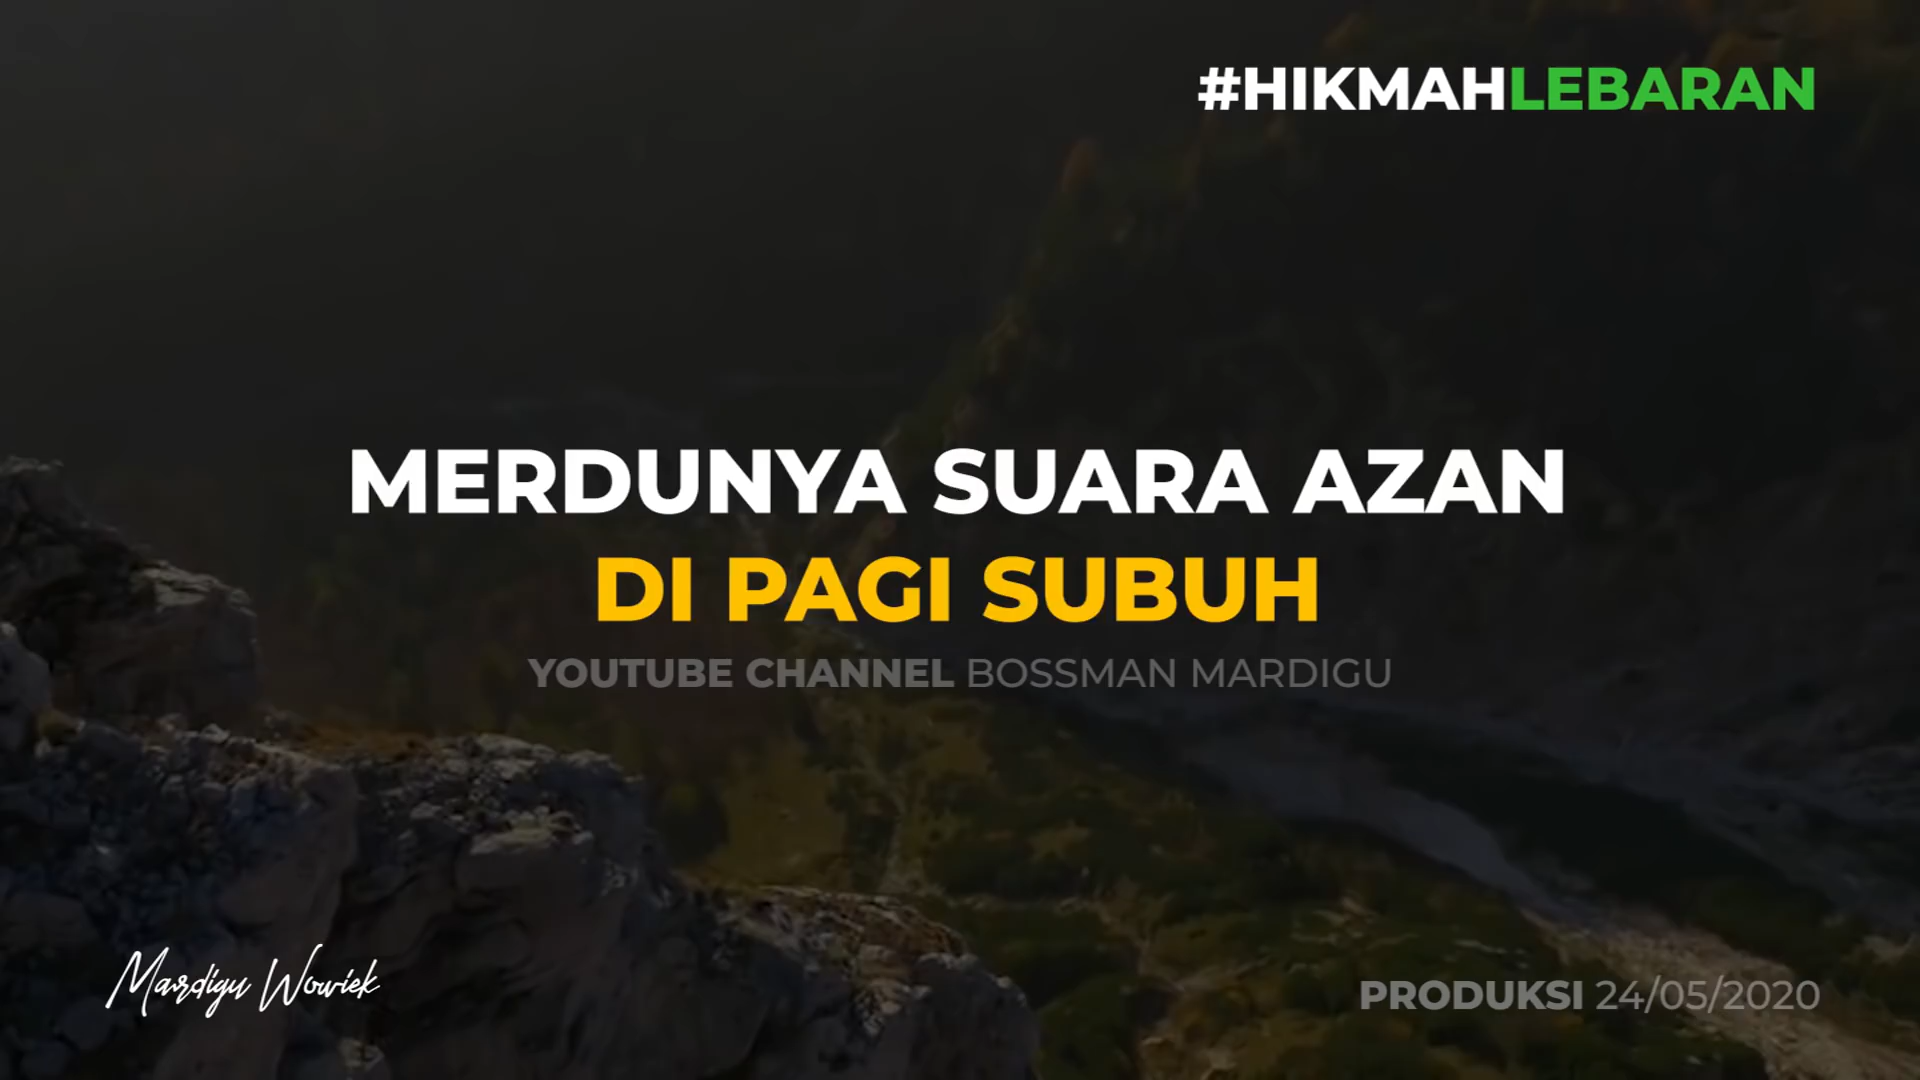 #HIKMAHLEBARAN
MERDUNYA SUARA AZAN
DI PAGI SUBUH
YOUTUBE CHANNEL BOSSMAN MARDIGU
Mardigu Wowiek
PRODUKSI 24/05/2020